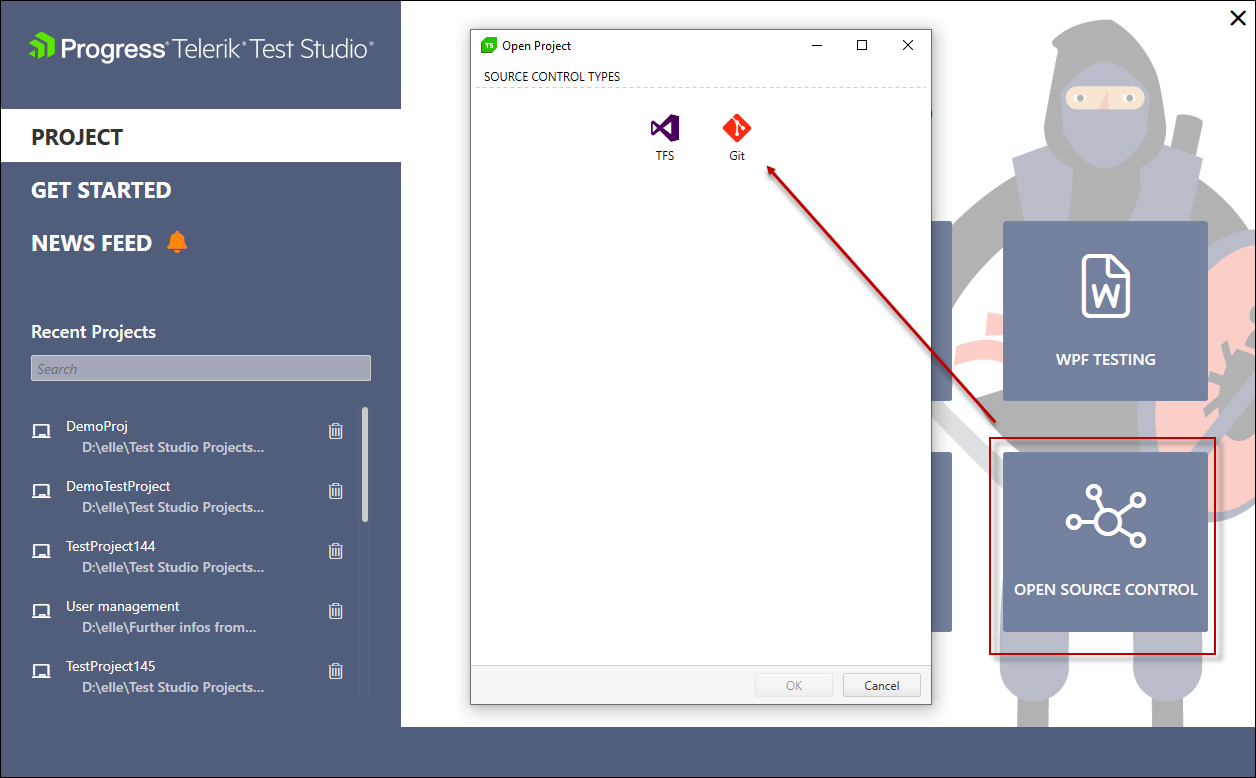 Progress® Telerik® Test Studio®
PROJECT
GET STARTED
NEWS FEED
Recent Projects
Search
DemoProj
D:\elle\Test Studio Projects...
DemoTestProject
D:\elle\Test Studio Projects...
TestProject144
D:\elle\Test Studio Projects...
User management
D:\elle\Further infos from...
TestProject145
D:\elle\Test Studio Projects...
TS Open Project
SOURCE CONTROL TYPES
TFS
Git
OK
Cancel
W
WPF TESTING
OPEN SOURCE CONTROL